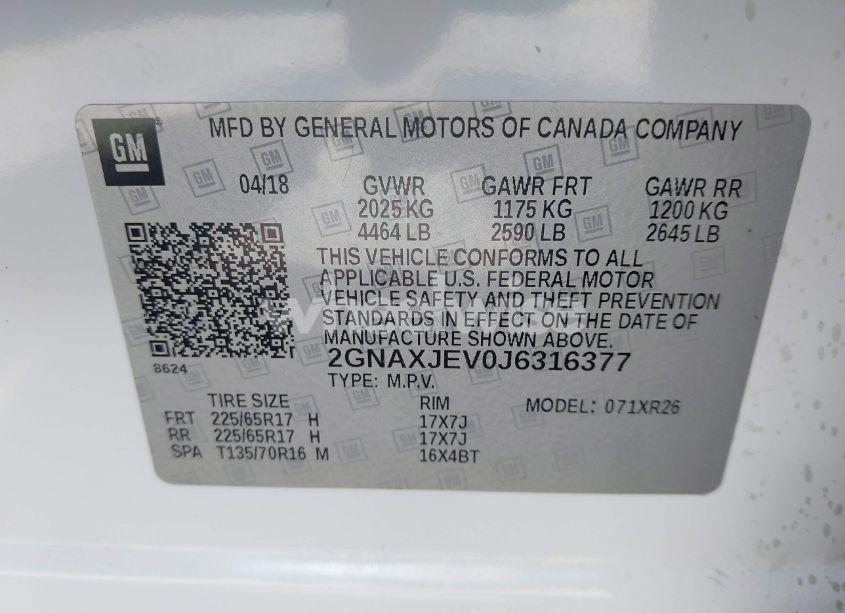 GM
MFD BY GENERAL MOTORS OF CANADA COMPANY
04/18 GVWR GAWR FRT GAWR RR
2025 KG 1175 KG 1200 KG
4464 LB 2590 LB 2645 LB
THIS VEHICLE CONFORMS TO ALL
APPLICABLE U.S. FEDERAL MOTOR
VEHICLE SAFETY AND THEFT PREVENTION
STANDARDS IN EFFECT ON THE DATE OF
MANUFACTURE SHOWN ABOVE.
8624
2GNAXJEV0J6316377
TYPE: M.P.V.
TIRE SIZE RIM MODEL: 071XR26
FRT 225/65R17 H 17X7J
RR 225/65R17 H 17X7J
SPA T135/70R16 M 16X4BT